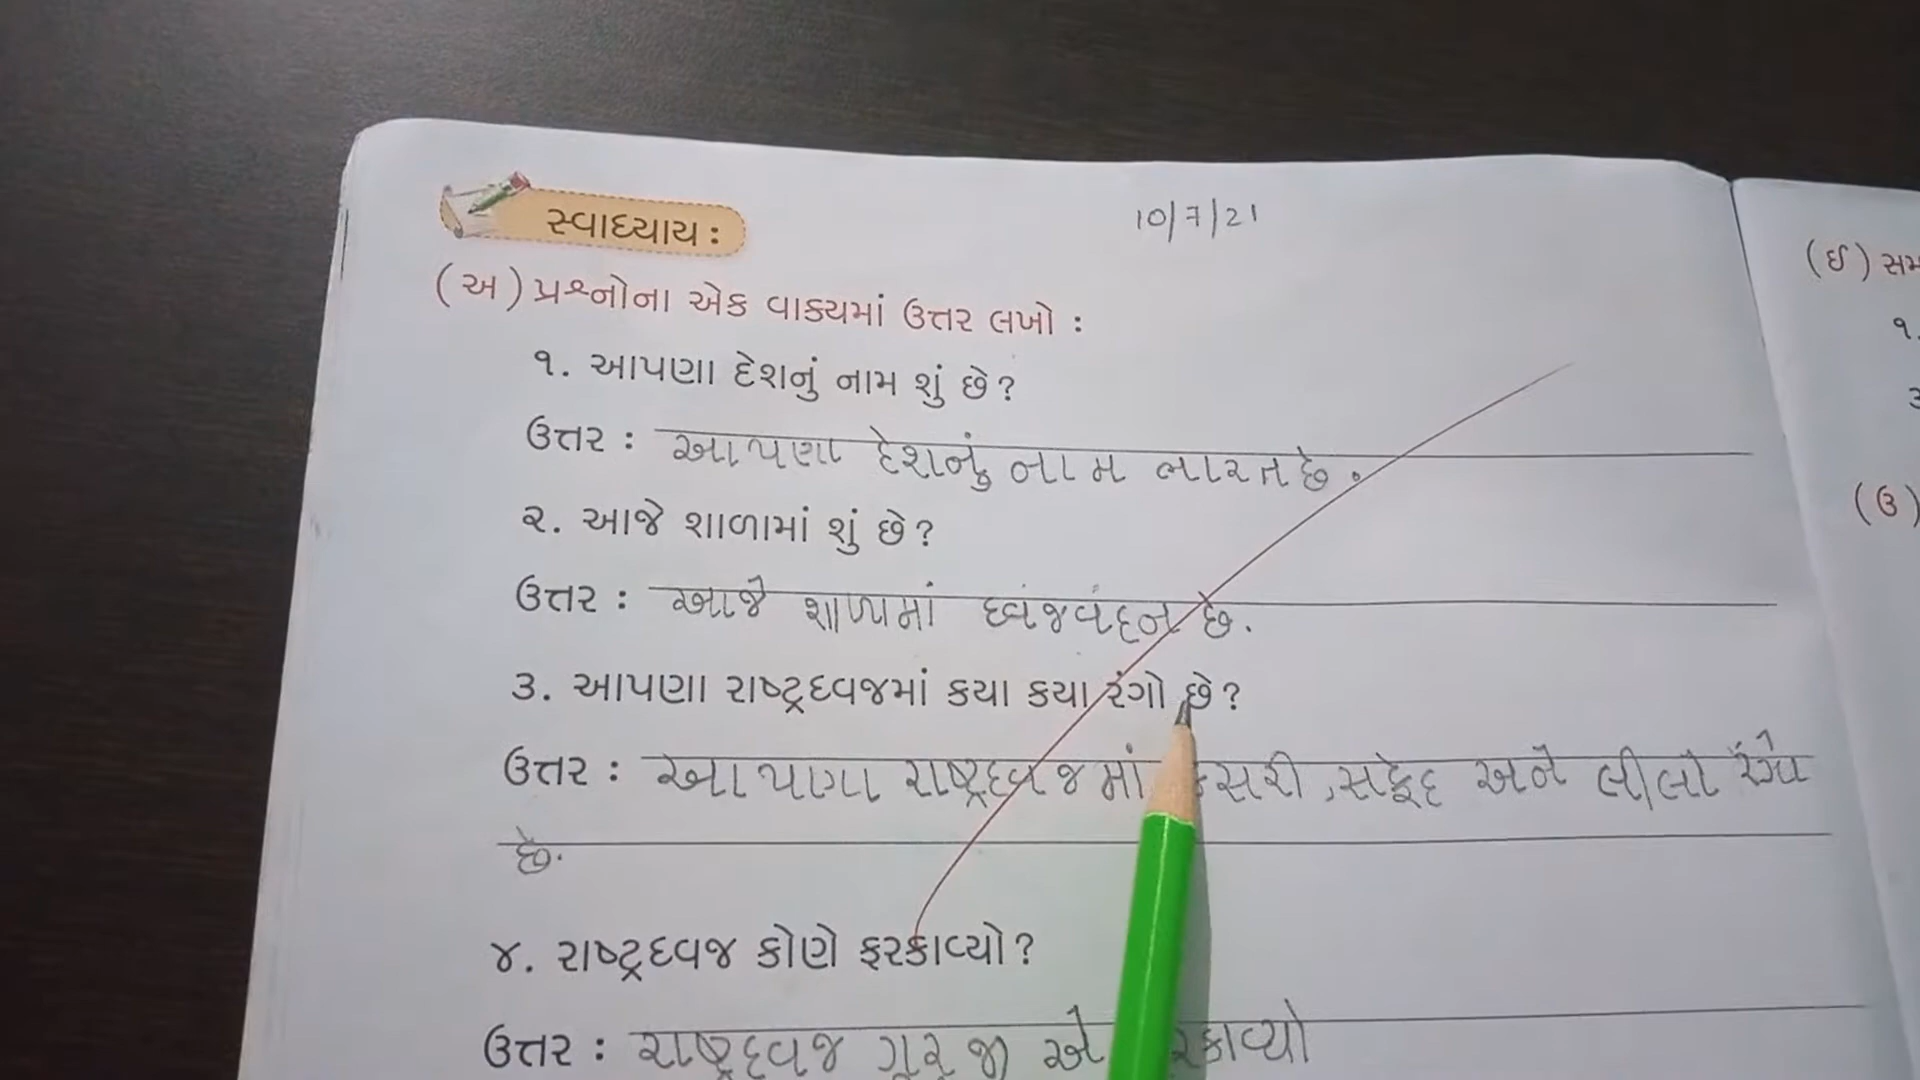 સ્વાધ્યાય :
10/7/21
(અ) પ્રશ્નોના એક વાક્યમાં ઉત્તર લખો :
૧. આપણા દેશનું નામ શું છે?
ઉત્તર : આપણા દેશનું નામ ભારત છે.
૨. આજે શાળામાં શું છે?
ઉત્તર : આજે શાળામાં ધ્વંજવંદન છે.
૩. આપણા રાષ્ટ્રધ્વજમાં કયા કયા રંગો છે?
ઉત્તર : આપણા રાષ્ટ્રધ્વજમાં કેસરી, સફેદ અને લીલો રંગો
છે.
૪. રાષ્ટ્રધ્વજ કોણે ફરકાવ્યો?
ઉત્તર : રાષ્ટ્રધ્વજ ગુરુજી એ
(ઈ)
૧.
(ઉ)